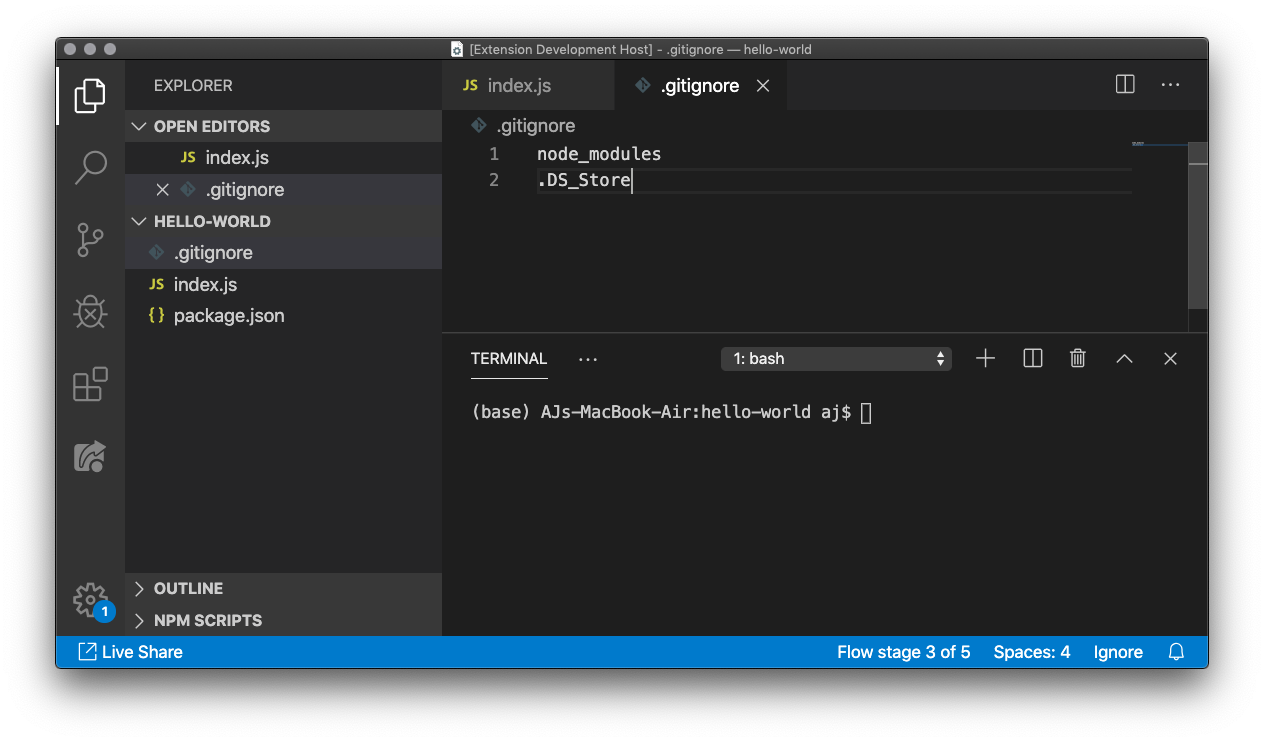 [Extension Development Host] - .gitignore — hello-world
EXPLORER
OPEN EDITORS
JS index.js
.gitignore
HELLO-WORLD
.gitignore
JS index.js
{} package.json
OUTLINE
NPM SCRIPTS
JS index.js
.gitignore
.gitignore
1 node_modules
2 .DS_Store
TERMINAL
1: bash
(base) AJs-MacBook-Air:hello-world aj$
1
Live Share
Flow stage 3 of 5 Spaces: 4 Ignore